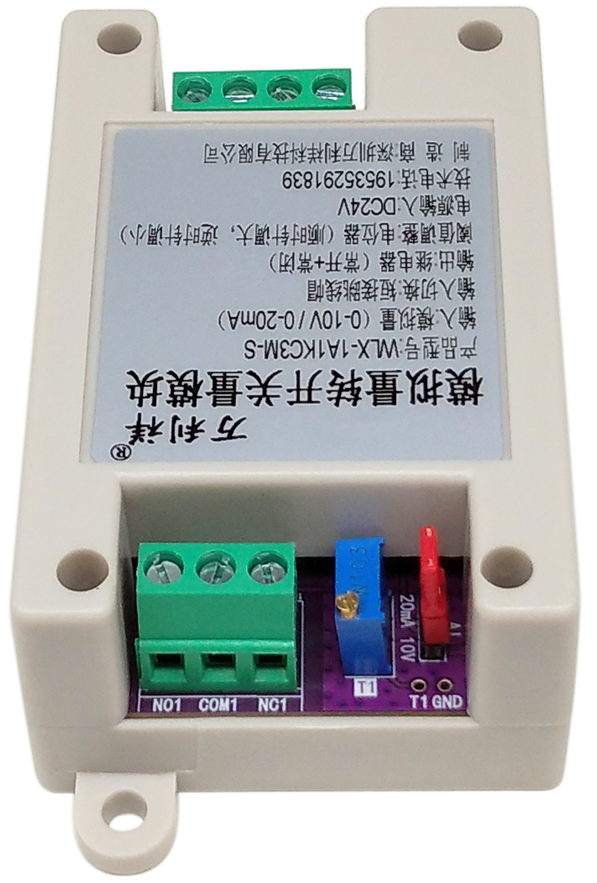 万利祥®
模拟量转开关量模块
产品型号:WLX-1A1KC3M-S
输入:模拟量（0-10V/0-20mA）
输入切换:短接跳线帽
输出:继电器（常开+常闭）
阈值调整:电位器（顺时针调大，逆时针调小）
电源输入:DC24V
技术电话:19535291839
制 造 商:深圳万利祥科技有限公司
103
20mA 10V
A1
T1
NO1 COM1 NC1
T1 GND